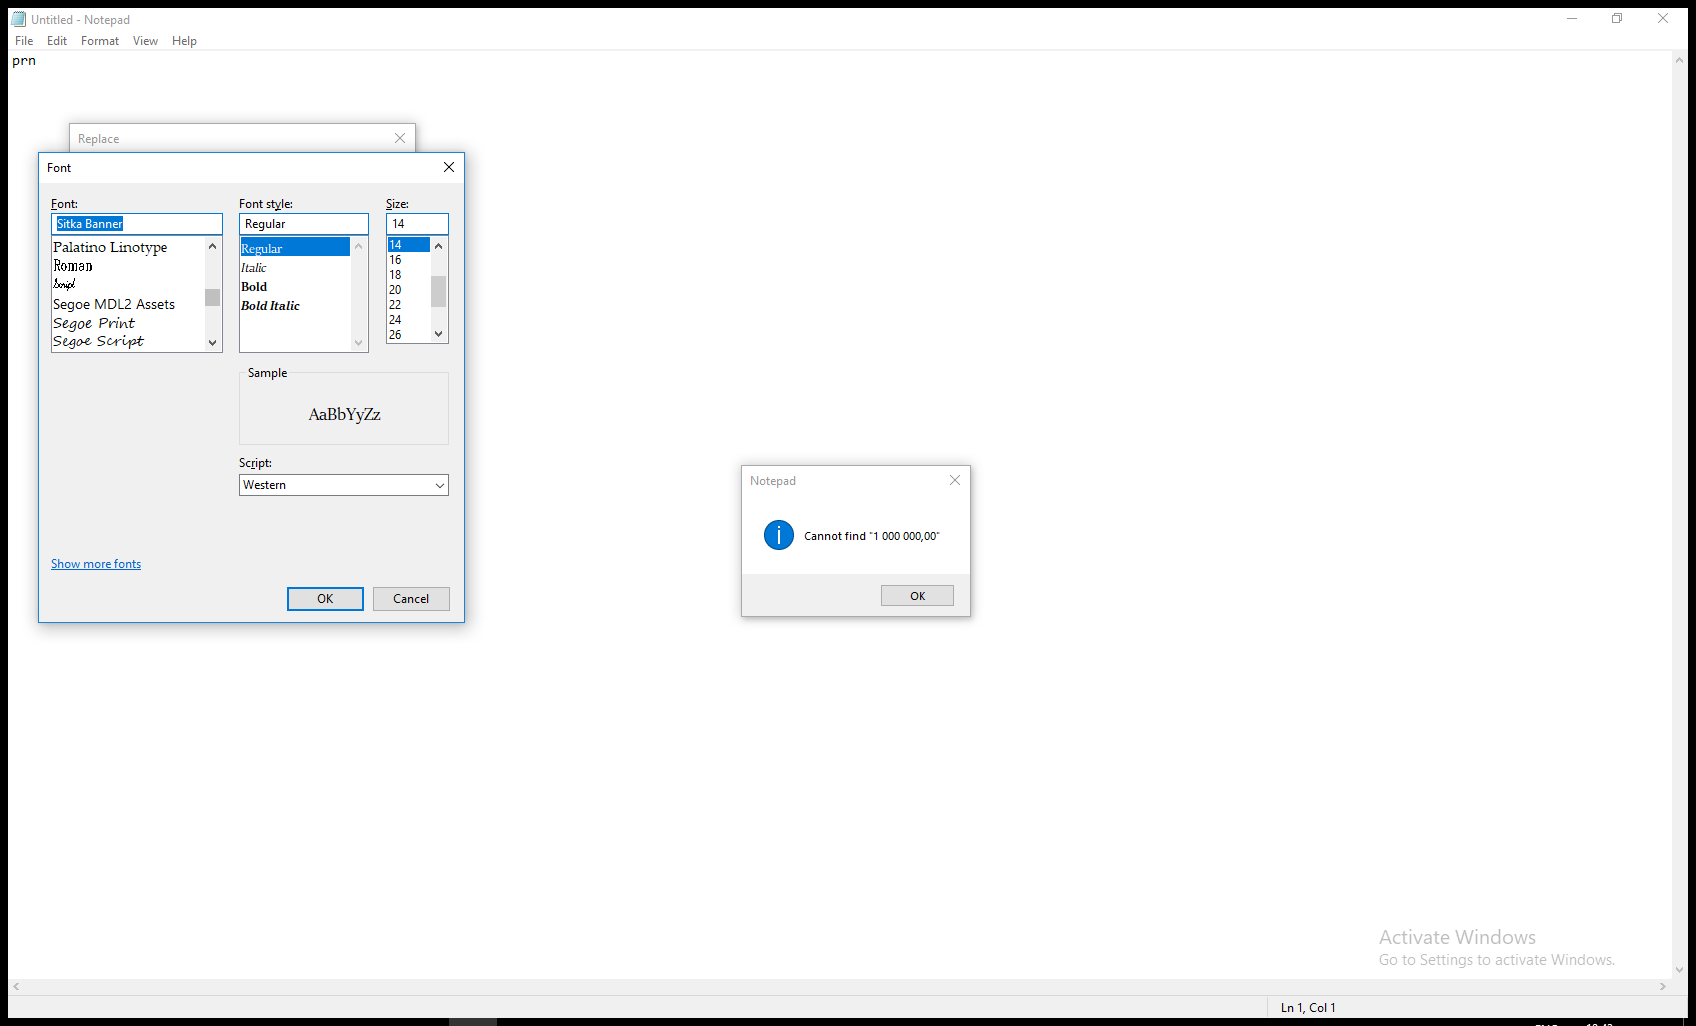 Untitled - Notepad
File Edit Format View Help
prn
Replace
Font
Font:
Sitka Banner
Palatino Linotype
Roman
Script
Segoe MDL2 Assets
Segoe Print
Segoe Script
Font style:
Regular
Regular
Italic
Bold
Bold Italic
Size:
14
14
16
18
20
22
24
26
Sample
AaBbYyZz
Script:
Western
Show more fonts
OK Cancel
Notepad
Cannot find "1 000 000,00"
OK
Activate Windows
Go to Settings to activate Windows.
Ln 1, Col 1